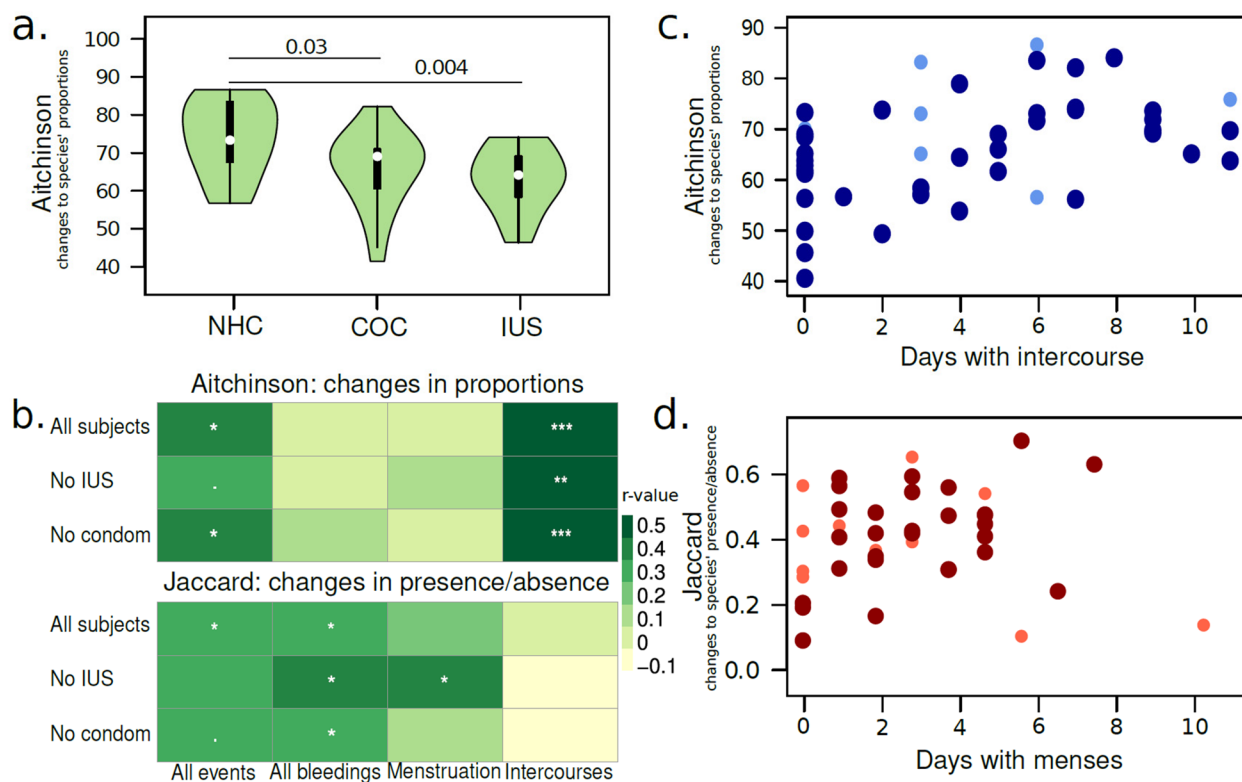 a.
Aitchinson
changes to species' proportions
100
90
80
70
60
50
40
0.03
0.004
NHC COC IUS
b.
Aitchinson: changes in proportions
All subjects * ***
No IUS . **
No condom * ***
Jaccard: changes in presence/absence
All subjects * *
No IUS * *
No condom . *
All events All bleedings Menstruation Intercourses
r-value
0.5
0.4
0.3
0.2
0.1
0
−0.1
c.
Aitchinson
changes to species' proportions
90
80
70
60
50
40
0 2 4 6 8 10
Days with intercourse
d.
Jaccard
changes to species' presence/absence
0.6
0.4
0.2
0.0
0 2 4 6 8 10
Days with menses